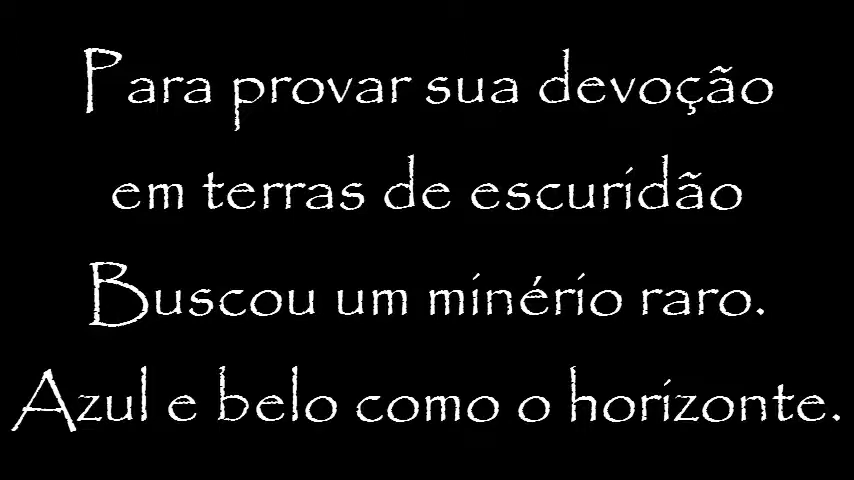 Para provar sua devoção
em terras de escuridão
Buscou um minério raro.
Azul e belo como o horizonte.